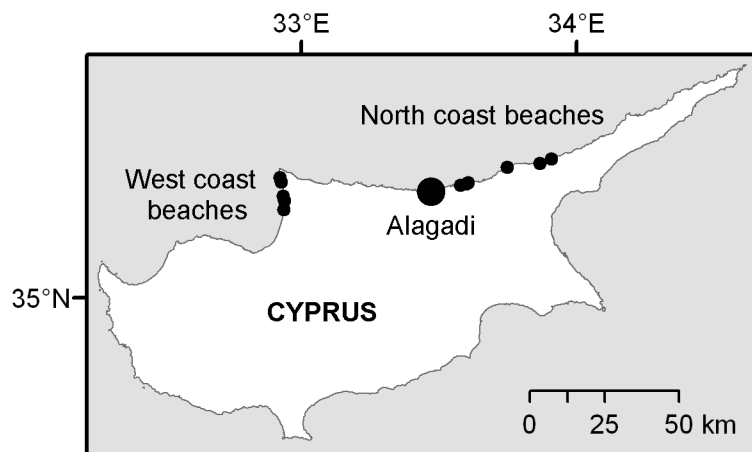 33°E 34°E
North coast beaches
West coast
beaches
Alagadi
35°N
CYPRUS
0 25 50 km